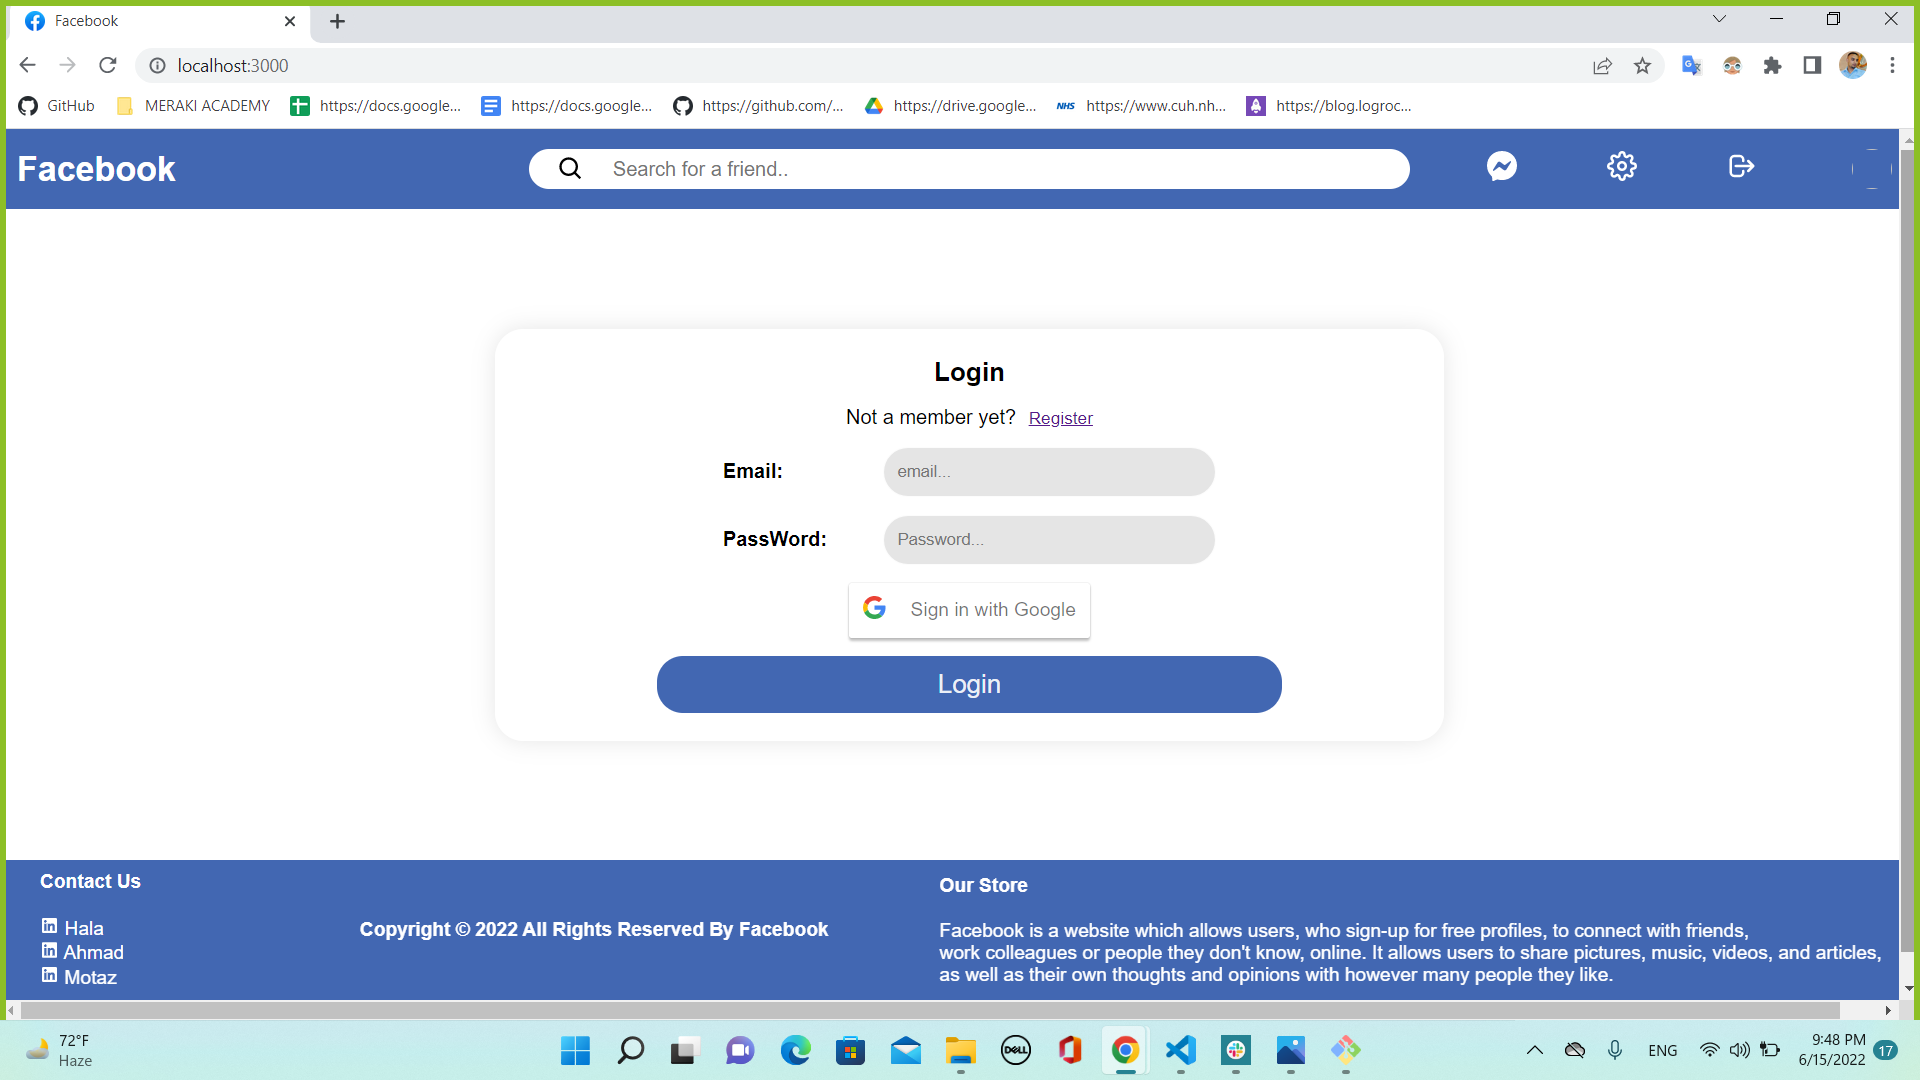 Facebook
localhost:3000
GitHub
MERAKI ACADEMY
https://docs.google...
https://docs.google...
https://github.com/...
https://drive.google...
NHS
https://www.cuh.nh...
https://blog.logroc...
Facebook
Search for a friend..
Login
Not a member yet? Register
Email:
email...
PassWord:
Password...
Sign in with Google
Login
Contact Us
Hala
Ahmad
Motaz
Copyright © 2022 All Rights Reserved By Facebook
Our Store
Facebook is a website which allows users, who sign-up for free profiles, to connect with friends,
work colleagues or people they don't know, online. It allows users to share pictures, music, videos, and articles,
as well as their own thoughts and opinions with however many people they like.
72°F
Haze
DELL
ENG
9:48 PM
6/15/2022
17